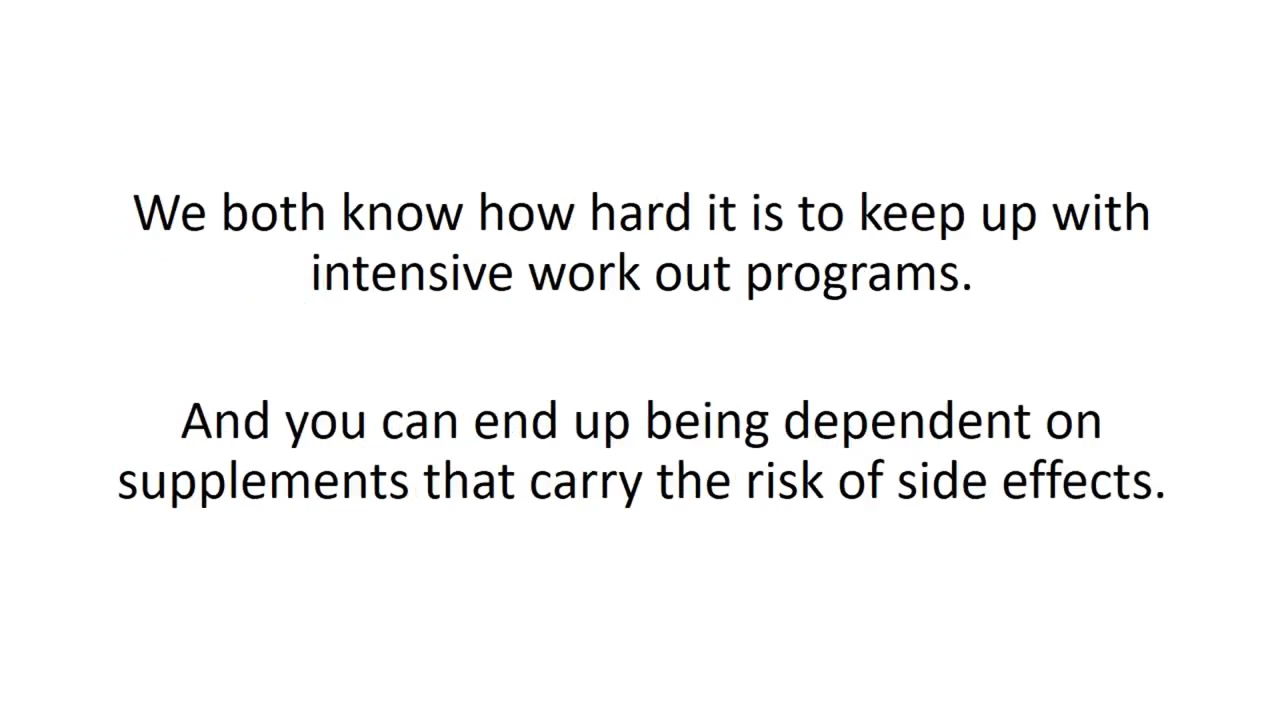 We both know how hard it is to keep up with
intensive work out programs.
And you can end up being dependent on
supplements that carry the risk of side effects.